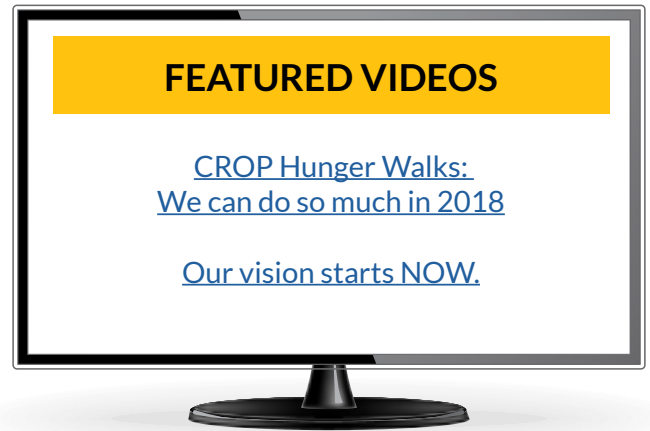 FEATURED VIDEOS
CROP Hunger Walks:
We can do so much in 2018
Our vision starts NOW.